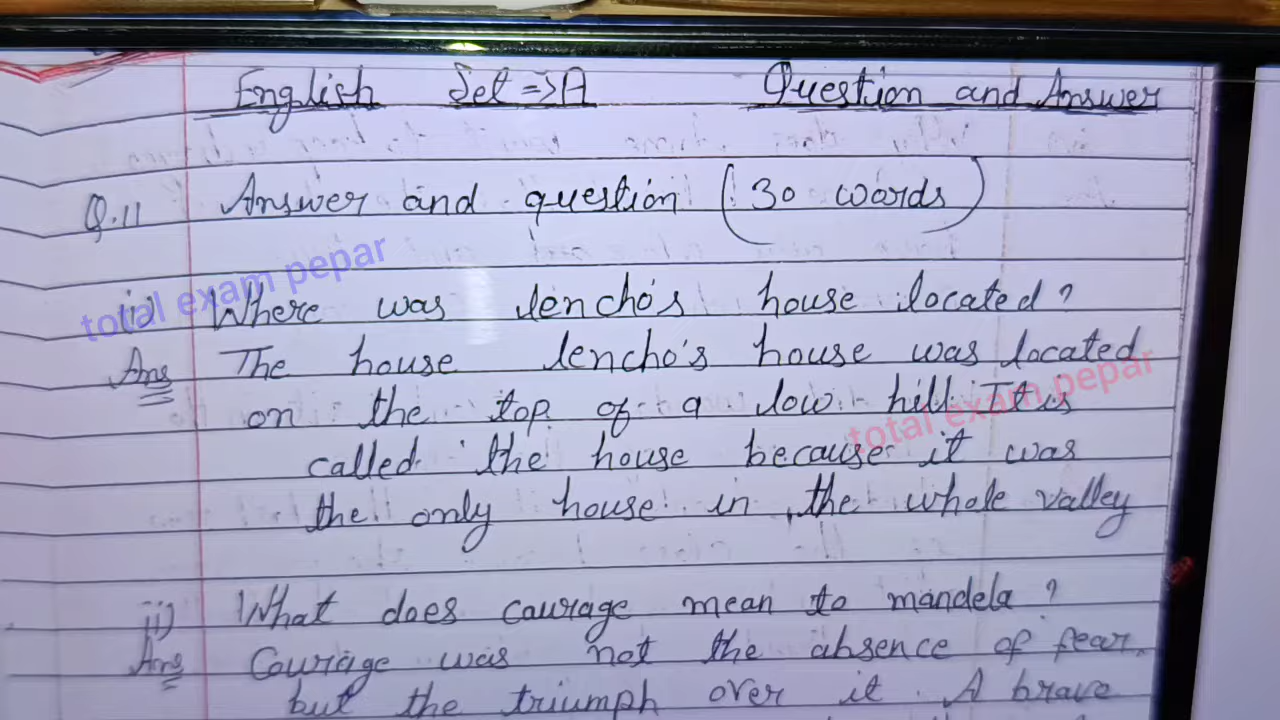 English Set => A Question and Answer
Q.11 Answer and question (30 words)
total exam pepar
i) Where was lencho's house located?
Ans The house lencho's house was located
total exam pepar
on the top of a low hill. It is
called the house because it was
the only house in the whole valley
ii) What does caurage mean to mandela?
Ans Courage was not the absence of fear,
but the triumph over it. A brave